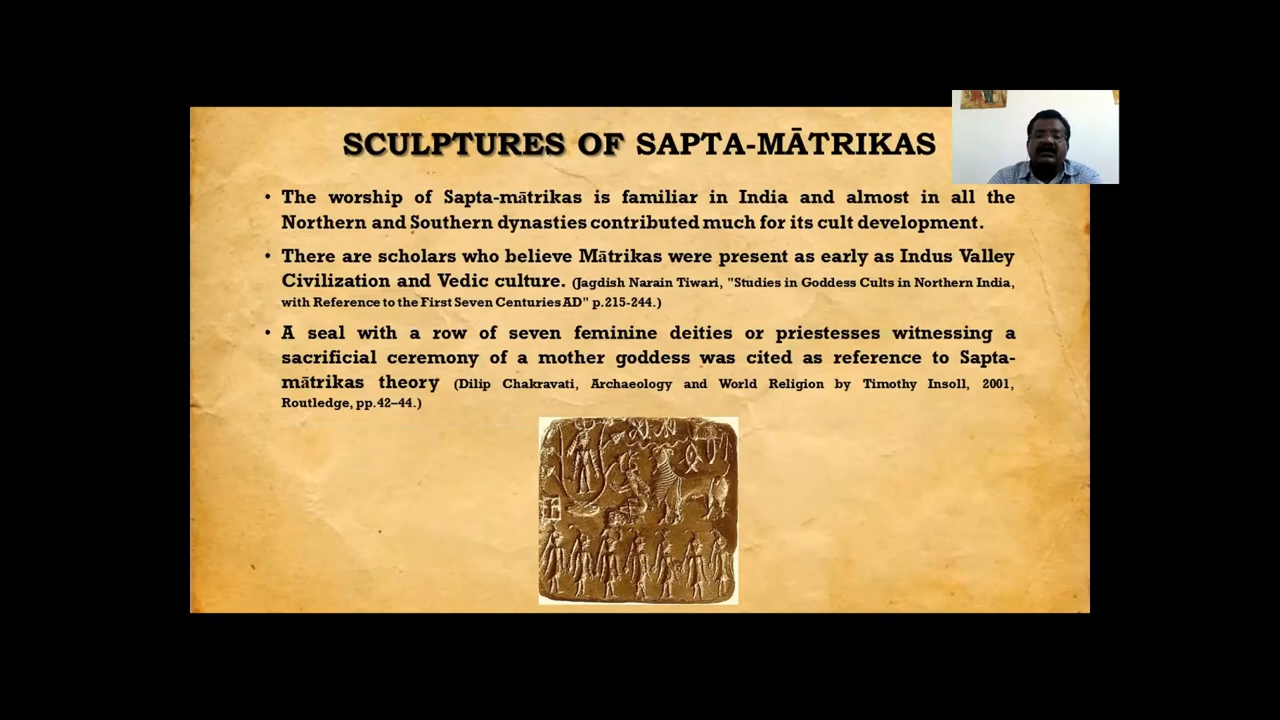 SCULPTURES OF SAPTA-MĀTRIKAS
• The worship of Sapta-mātrikas is familiar in India and almost in all the
Northern and Southern dynasties contributed much for its cult development.
• There are scholars who believe Mātrikas were present as early as Indus Valley
Civilization and Vedic culture. (Jagdish Narain Tiwari, "Studies in Goddess Cults in Northern India,
with Reference to the First Seven Centuries AD" p.215-244.)
• A seal with a row of seven feminine deities or priestesses witnessing a
sacrificial ceremony of a mother goddess was cited as reference to Sapta-
mātrikas theory (Dilip Chakravati, Archaeology and World Religion by Timothy Insoll, 2001,
Routledge, pp.42–44.)